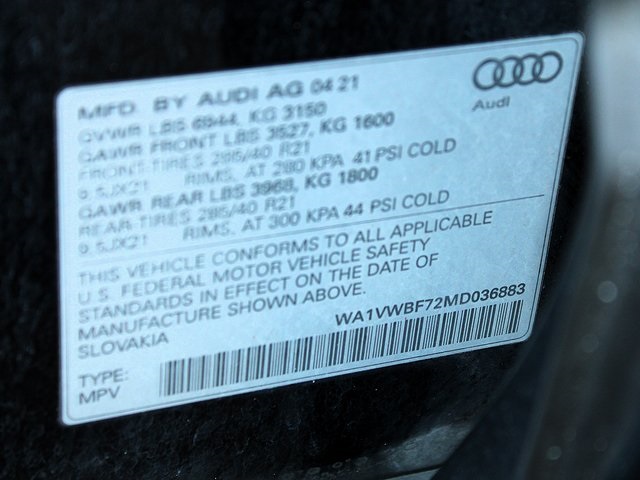 MFD. BY AUDI AG 04 21
GVWR LBS 6944, KG 3150
GAWR FRONT LBS 3527, KG 1600
FRONT-TIRES 285/40 R21
9,5JX21 RIMS, AT 280 KPA 41 PSI COLD
GAWR REAR LBS 3968, KG 1800
REAR-TIRES 285/40 R21
9,5JX21 RIMS, AT 300 KPA 44 PSI COLD
Audi
THIS VEHICLE CONFORMS TO ALL APPLICABLE
U.S. FEDERAL MOTOR VEHICLE SAFETY
STANDARDS IN EFFECT ON THE DATE OF
MANUFACTURE SHOWN ABOVE.
SLOVAKIA
WA1VWBF72MD036883
TYPE:
MPV